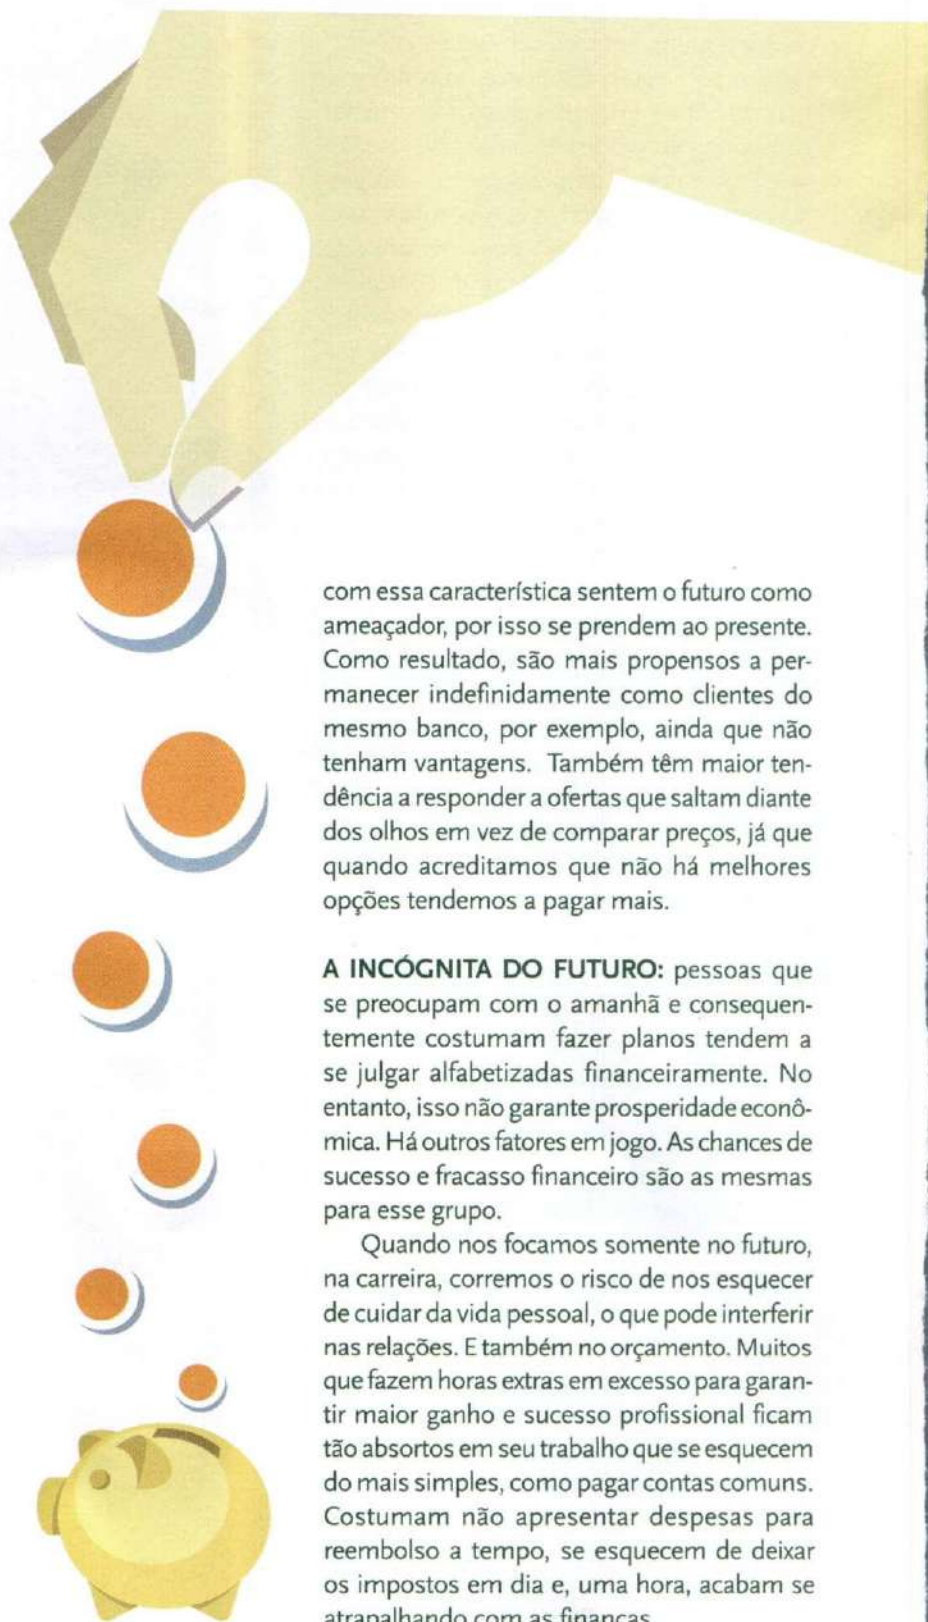 com essa característica sentem o futuro como
ameaçador, por isso se prendem ao presente.
Como resultado, são mais propensos a per-
manecer indefinidamente como clientes do
mesmo banco, por exemplo, ainda que não
tenham vantagens. Também têm maior ten-
dência a responder a ofertas que saltam diante
dos olhos em vez de comparar preços, já que
quando acreditamos que não há melhores
opções tendemos a pagar mais.
A INCÓGNITA DO FUTURO: pessoas que
se preocupam com o amanhã e consequen-
temente costumam fazer planos tendem a
se julgar alfabetizadas financeiramente. No
entanto, isso não garante prosperidade econô-
mica. Há outros fatores em jogo. As chances de
sucesso e fracasso financeiro são as mesmas
para esse grupo.
Quando nos focamos somente no futuro,
na carreira, corremos o risco de nos esquecer
de cuidar da vida pessoal, o que pode interferir
nas relações. E também no orçamento. Muitos
que fazem horas extras em excesso para garan-
tir maior ganho e sucesso profissional ficam
tão absortos em seu trabalho que se esquecem
do mais simples, como pagar contas comuns.
Costumam não apresentar despesas para
reembolso a tempo, se esquecem de deixar
os impostos em dia e, uma hora, acabam se
atrapalhando com as finanças.